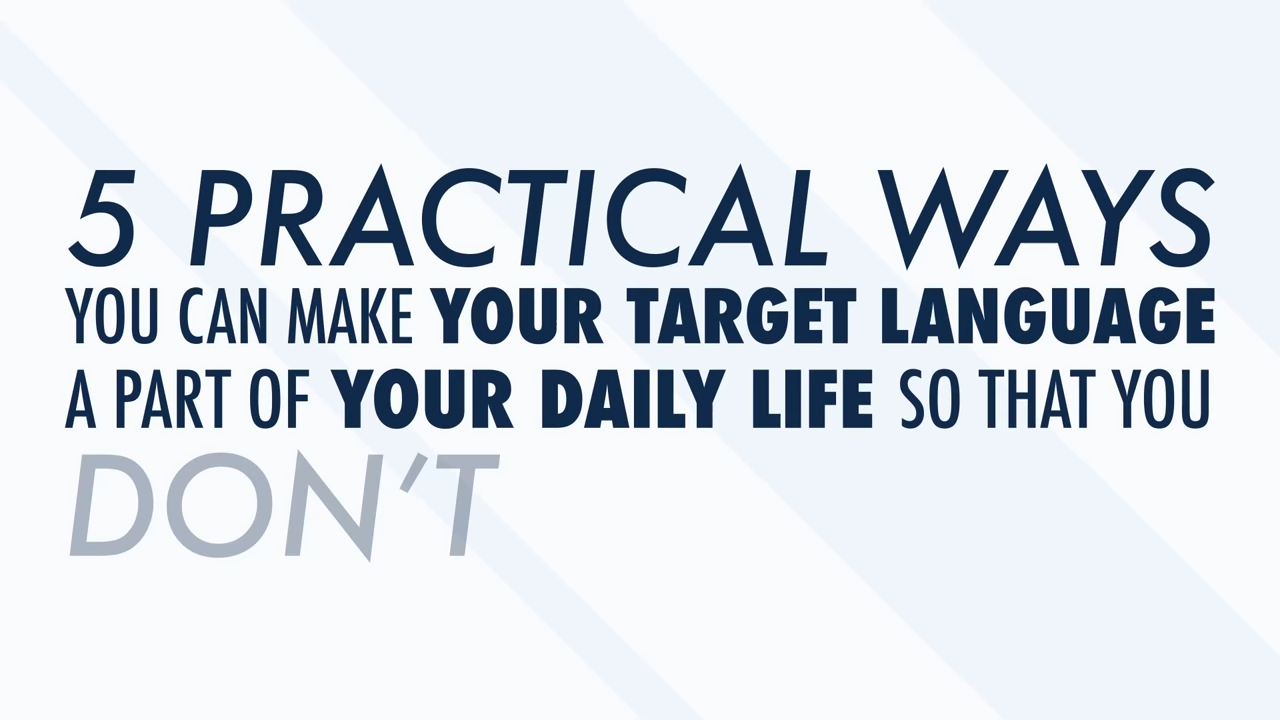 5 PRACTICAL WAYS
YOU CAN MAKE YOUR TARGET LANGUAGE
A PART OF YOUR DAILY LIFE SO THAT YOU
DON'T